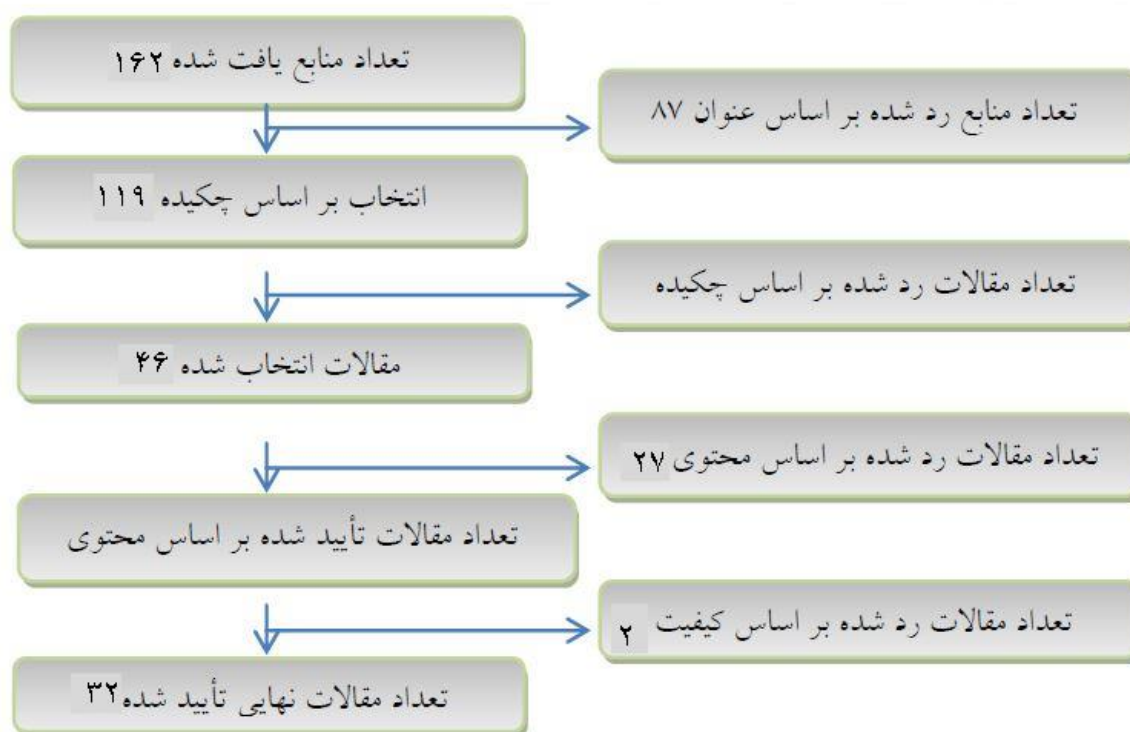 تعداد منابع یافت شده ۱۶۲
تعداد منابع رد شده بر اساس عنوان ۸۷
انتخاب بر اساس چکیده ۱۱۹
تعداد مقالات رد شده بر اساس چکیده
مقالات انتخاب شده ۴۶
تعداد مقالات رد شده بر اساس محتوی ۲۷
تعداد مقالات تأیید شده بر اساس محتوی
تعداد مقالات رد شده بر اساس کیفیت ۲
تعداد مقالات نهایی تأیید شده ۳۲